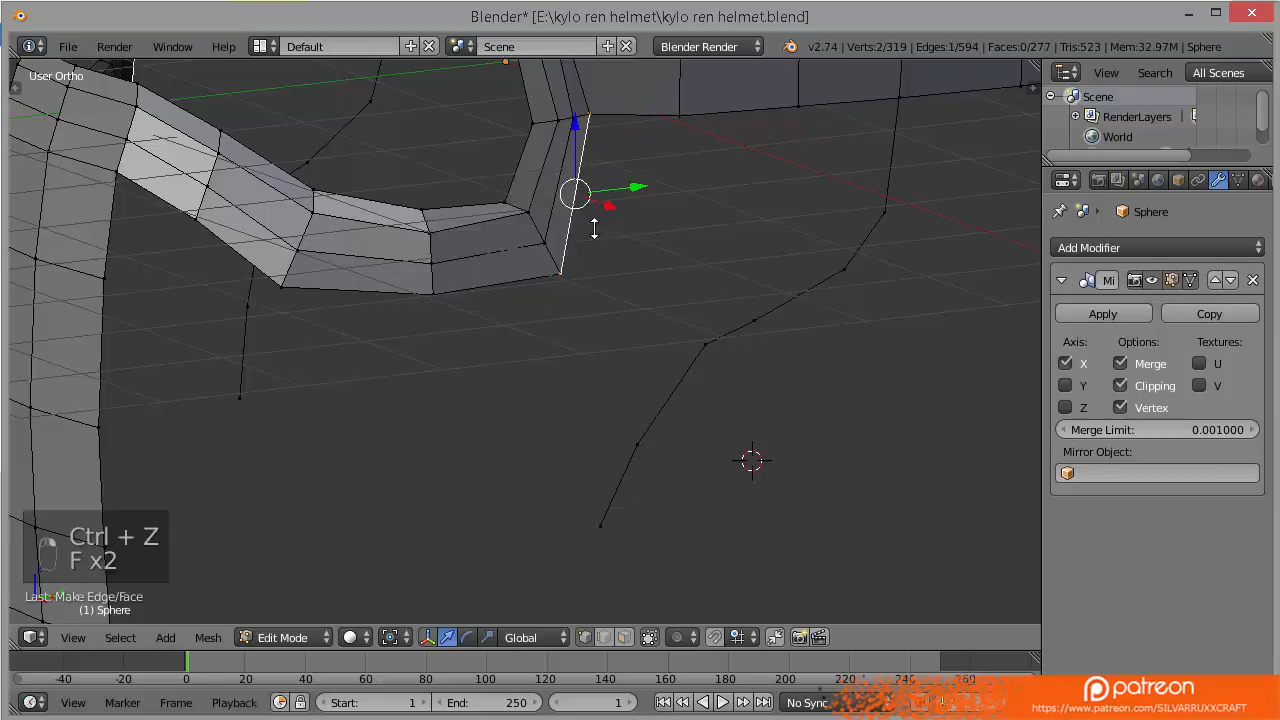 Blender* [E:\kylo ren helmet\kylo ren helmet.blend]
File Render Window Help Default Scene Blender Render v2.74 | Verts:2/319 | Edges:1/594 | Faces:0/277 | Tris:523 | Mem:32.97M | Sphere
User Ortho
View Search All Scenes
Scene
RenderLayers
World
Sphere
Add Modifier
Mi
Apply Copy
Axis: Options: Textures:
X Merge U
Y Clipping V
Z Vertex
Merge Limit: 0.001000
Mirror Object:
Ctrl + Z
F x2
Last: Make Edge/Face
(1) Sphere
View Select Add Mesh Edit Mode Global
-40 -20 0 20 40 60 80 100 120 140 160 180 200 220 240 260
View Marker Frame Playback Start: 1 End: 250 1 No Sync
patreon
https://www.patreon.com/SILVARRUXXCRAFT